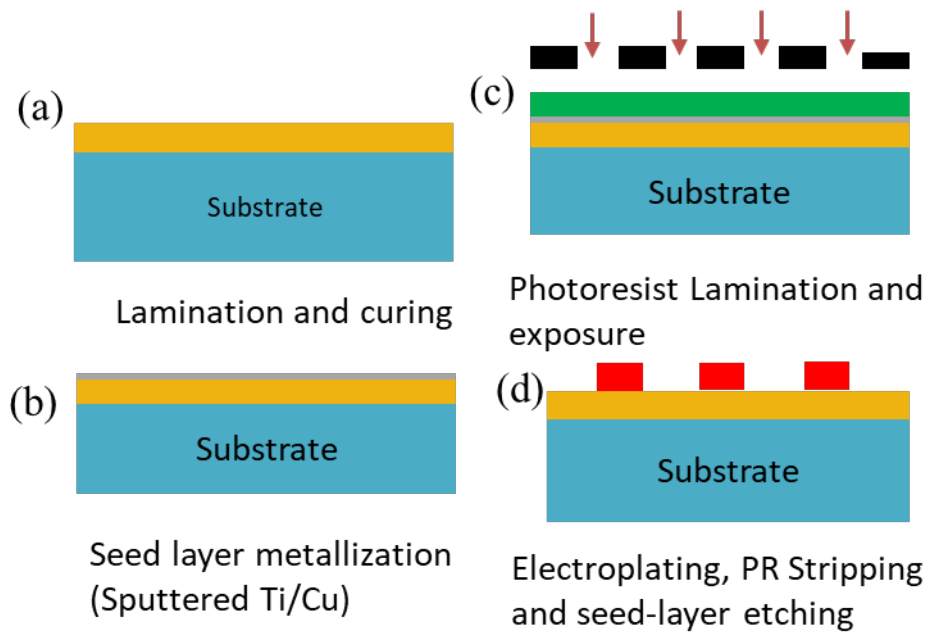 (a)
Substrate
Lamination and curing
(b)
Substrate
Seed layer metallization
(Sputtered Ti/Cu)
(c)
Substrate
Photoresist Lamination and
exposure
(d)
Substrate
Electroplating, PR Stripping
and seed-layer etching